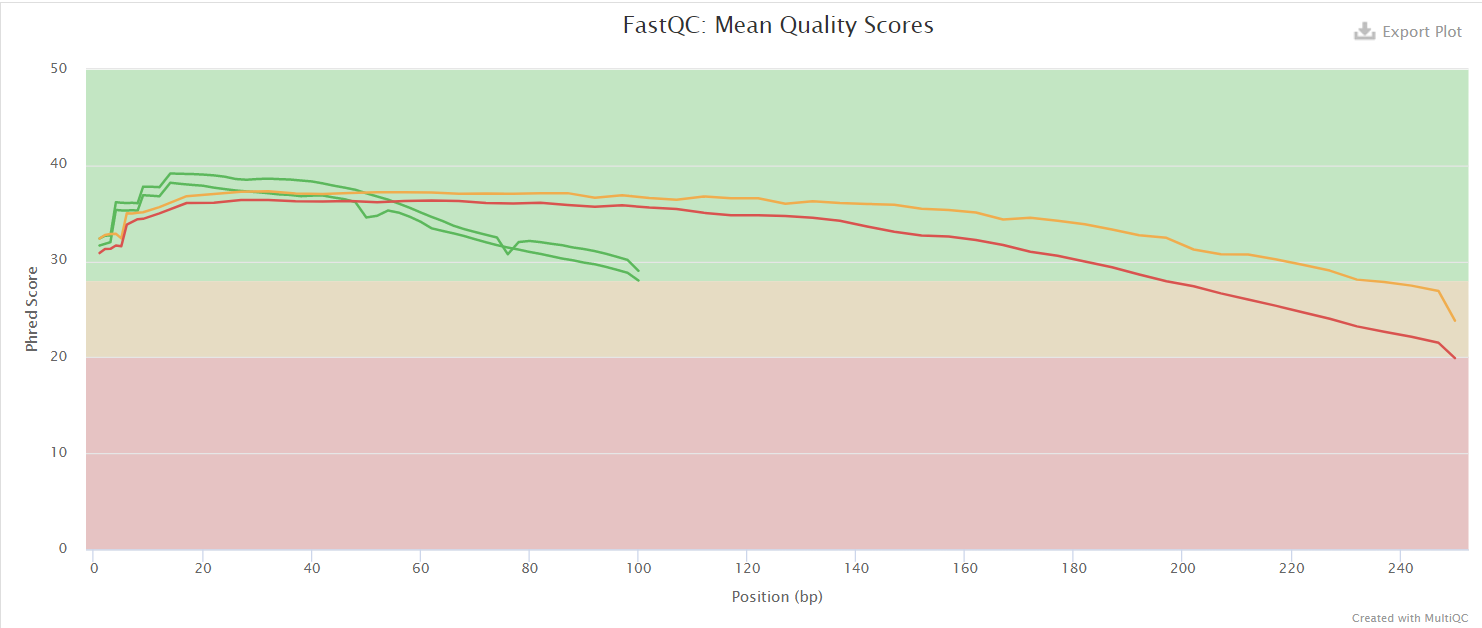 FastQC: Mean Quality Scores
Export Plot
50
40
30
20
10
0
Phred Score
0 20 40 60 80 100 120 140 160 180 200 220 240
Position (bp)
Created with MultiQC